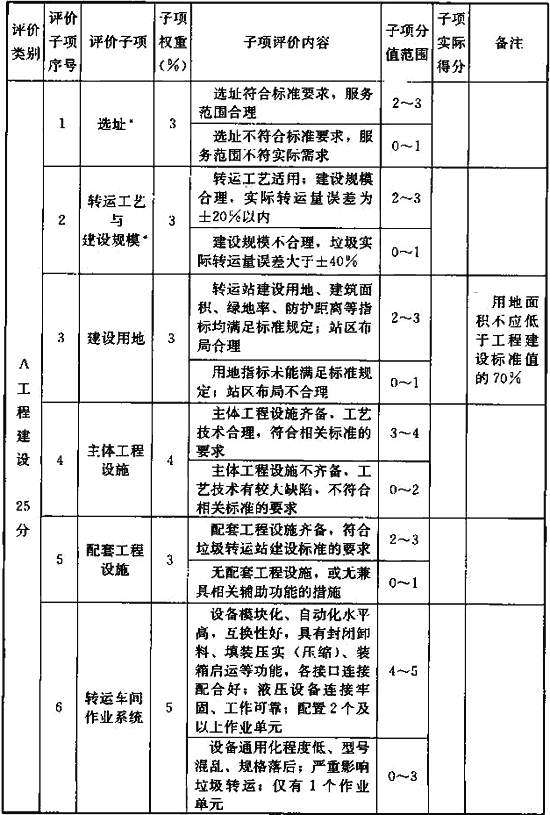 评价类别
评价子项序号
评价子项
子项权重(%)
子项评价内容
子项分值范围
子项实际得分
备注
A工程建设 25分
1
选址*
3
选址符合标准要求，服务
范围合理
2～3
选址不符合标准要求，服
务范围不符实际需求
0～1
2
转运工艺
与
建设规模*
3
转运工艺适用；建设规模
合理，实际转运量误差为
±20%以内
2～3
建设规模不合理，垃圾实
际转运量误差大于±40%
0～1
3
建设用地
3
转运站建设用地、建筑面
积、绿地率、防护距离等指
标均满足标准规定；站区布
局合理
2～3
用地指标未能满足标准规
定；站区布局不合理
0～1
用地面
积不应低
于工程建
设标准值
的70%
4
主体工程
设施
4
主体工程设施齐备，工艺
技术合理，符合相关标准的
要求
3～4
主体工程设施不齐备，工
艺技术有较大缺陷，不符合
相关标准的要求
0～2
5
配套工程
设施
3
配套工程设施齐备，符合
垃圾转运站建设标准的要求
2～3
无配套工程设施，或无兼
具相关辅助功能的措施
0～1
6
转运车间
作业系统
5
设备模块化、自动化水平
高，互换性好，具有封闭卸
料、填装压实（压缩）、装
箱启运等功能，各接口连接
配合好；液压设备连接牢
固、工作可靠；配置2个及
以上作业单元
4～5
设备通用化程度低、型号
混乱、规格落后；严重影响
垃圾转运；仅有1个作业
单元
0～3